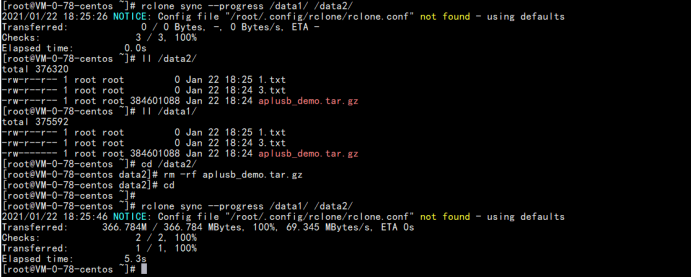 [root@VM-0-78-centos ~]# rclone sync --progress /data1/ /data2/
2021/01/22 18:25:26 NOTICE: Config file "/root/.config/rclone/rclone.conf" not found - using defaults
Transferred: 0 / 0 Bytes, -, 0 Bytes/s, ETA -
Checks: 3 / 3, 100%
Elapsed time: 0.0s
[root@VM-0-78-centos ~]# ll /data2/
total 376320
-rw-r--r-- 1 root root 0 Jan 22 18:25 1.txt
-rw-r--r-- 1 root root 0 Jan 22 18:24 3.txt
-rw-r--r-- 1 root root 384601088 Jan 22 18:24 aplusb_demo.tar.gz
[root@VM-0-78-centos ~]# ll /data1/
total 375592
-rw-r--r-- 1 root root 0 Jan 22 18:25 1.txt
-rw-r--r-- 1 root root 0 Jan 22 18:24 3.txt
-rw------- 1 root root 384601088 Jan 22 18:24 aplusb_demo.tar.gz
[root@VM-0-78-centos ~]# cd /data2/
[root@VM-0-78-centos data2]# rm -rf aplusb_demo.tar.gz
[root@VM-0-78-centos data2]# cd
[root@VM-0-78-centos ~]#
[root@VM-0-78-centos ~]# rclone sync --progress /data1/ /data2/
2021/01/22 18:25:46 NOTICE: Config file "/root/.config/rclone/rclone.conf" not found - using defaults
Transferred: 366.784M / 366.784 MBytes, 100%, 69.345 MBytes/s, ETA 0s
Checks: 2 / 2, 100%
Transferred: 1 / 1, 100%
Elapsed time: 5.3s
[root@VM-0-78-centos ~]#